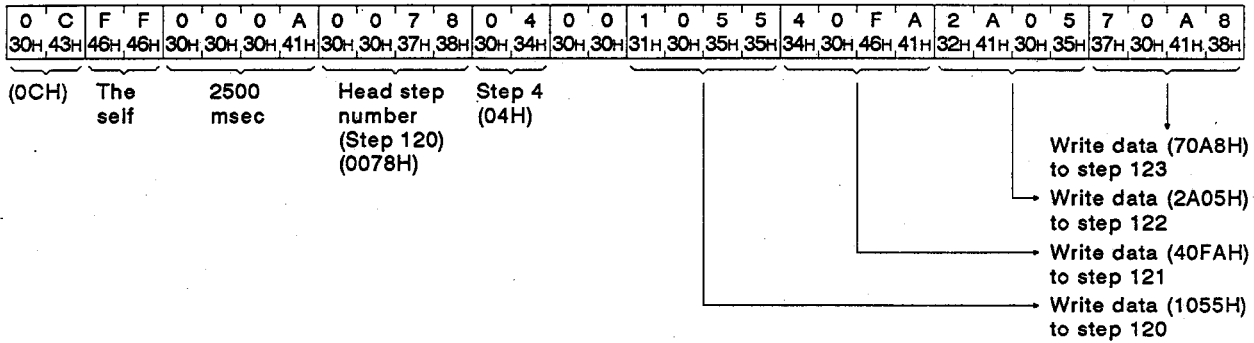 0 C F F 0 0 0 A 0 0 7 8 0 4 0 0 1 0 5 5 4 0 F A 2 A 0 5 7 0 A 8
30H 43H 46H 46H 30H 30H 30H 41H 30H 30H 37H 38H 30H 34H 30H 30H 31H 30H 35H 35H 34H 30H 46H 41H 32H 41H 30H 35H 37H 30H 41H 38H
(0CH) The 2500 Head step Step 4
self msec number (04H)
(Step 120)
(0078H)
Write data (70A8H)
to step 123
Write data (2A05H)
to step 122
Write data (40FAH)
to step 121
Write data (1055H)
to step 120